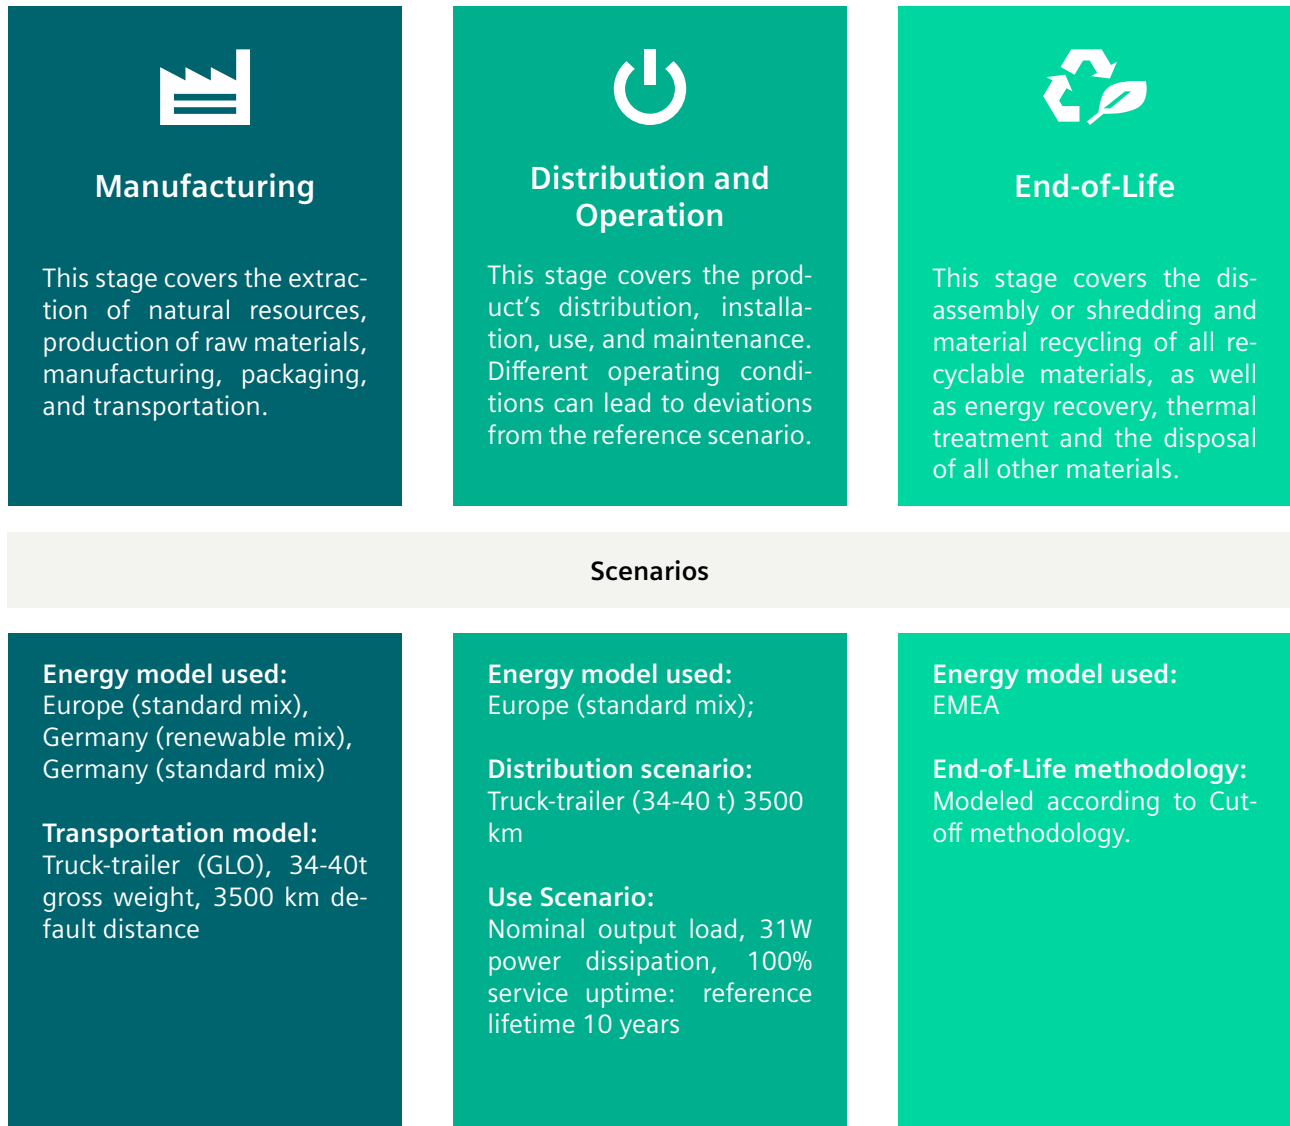 Manufacturing
This stage covers the extrac-
tion of natural resources,
production of raw materials,
manufacturing, packaging,
and transportation.
Distribution and
Operation
This stage covers the prod-
uct's distribution, installa-
tion, use, and maintenance.
Different operating condi-
tions can lead to deviations
from the reference scenario.
End-of-Life
This stage covers the dis-
assembly or shredding and
material recycling of all re-
cyclable materials, as well
as energy recovery, thermal
treatment and the disposal
of all other materials.
Scenarios
Energy model used:
Europe (standard mix),
Germany (renewable mix),
Germany (standard mix)
Transportation model:
Truck-trailer (GLO), 34-40t
gross weight, 3500 km de-
fault distance
Energy model used:
Europe (standard mix);
Distribution scenario:
Truck-trailer (34-40 t) 3500
km
Use Scenario:
Nominal output load, 31W
power dissipation, 100%
service uptime: reference
lifetime 10 years
Energy model used:
EMEA
End-of-Life methodology:
Modeled according to Cut-
off methodology.